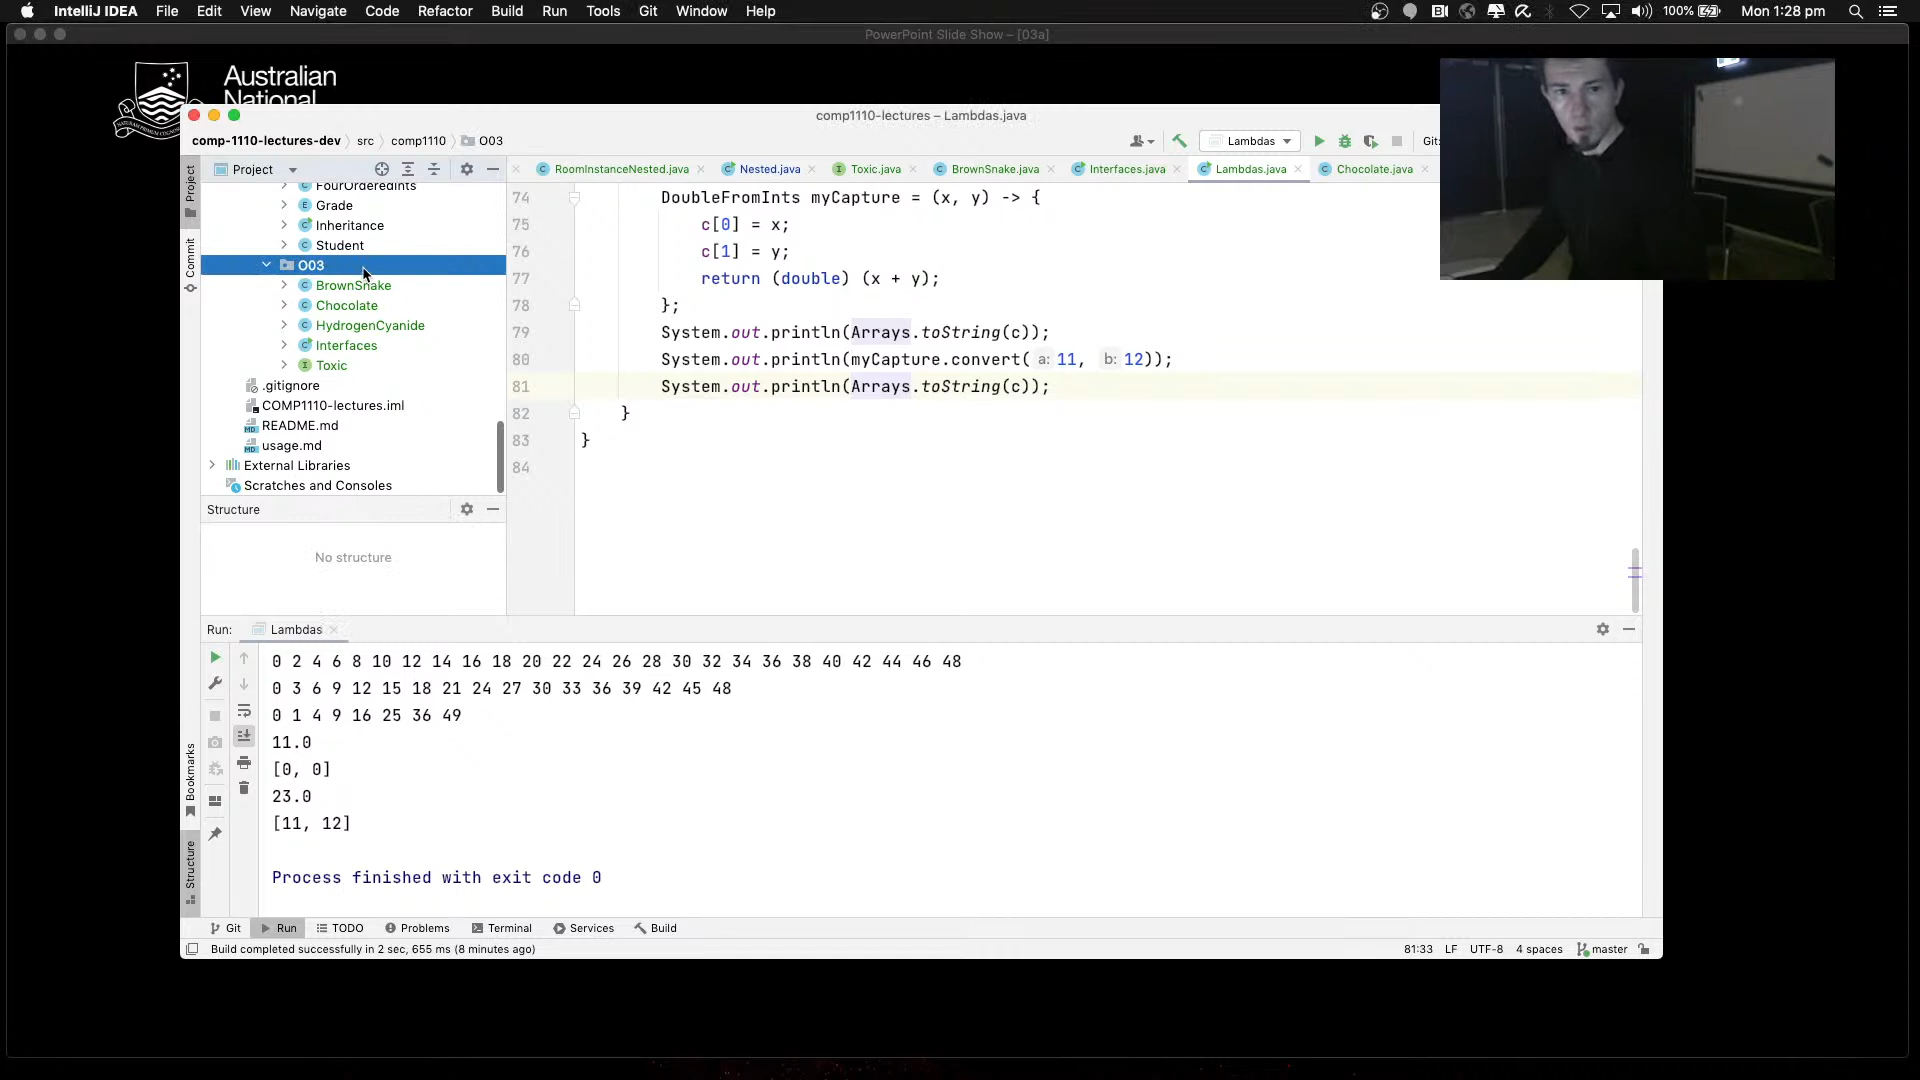 IntelliJ IDEA File Edit View Navigate Code Refactor Build Run Tools Git Window Help 100% Mon 1:28 pm
PowerPoint Slide Show – [03a]
Australian
National
comp1110-lectures – Lambdas.java
comp-1110-lectures-dev src comp1110 O03 Lambdas Git:
Project RoomInstanceNested.java Nested.java Toxic.java BrownSnake.java Interfaces.java Lambdas.java Chocolate.java
Project
Commit
Bookmarks
Structure
FourOrderedInts
Grade
Inheritance
Student
O03
BrownSnake
Chocolate
HydrogenCyanide
Interfaces
Toxic
.gitignore
COMP1110-lectures.iml
README.md
usage.md
External Libraries
Scratches and Consoles
Structure
No structure
74 DoubleFromInts myCapture = (x, y) -> {
75 c[0] = x;
76 c[1] = y;
77 return (double) (x + y);
78 };
79 System.out.println(Arrays.toString(c));
80 System.out.println(myCapture.convert( a: 11, b: 12));
81 System.out.println(Arrays.toString(c));
82 }
83 }
84
Run: Lambdas
0 2 4 6 8 10 12 14 16 18 20 22 24 26 28 30 32 34 36 38 40 42 44 46 48
0 3 6 9 12 15 18 21 24 27 30 33 36 39 42 45 48
0 1 4 9 16 25 36 49
11.0
[0, 0]
23.0
[11, 12]
Process finished with exit code 0
Git Run TODO Problems Terminal Services Build
Build completed successfully in 2 sec, 655 ms (8 minutes ago) 81:33 LF UTF-8 4 spaces master